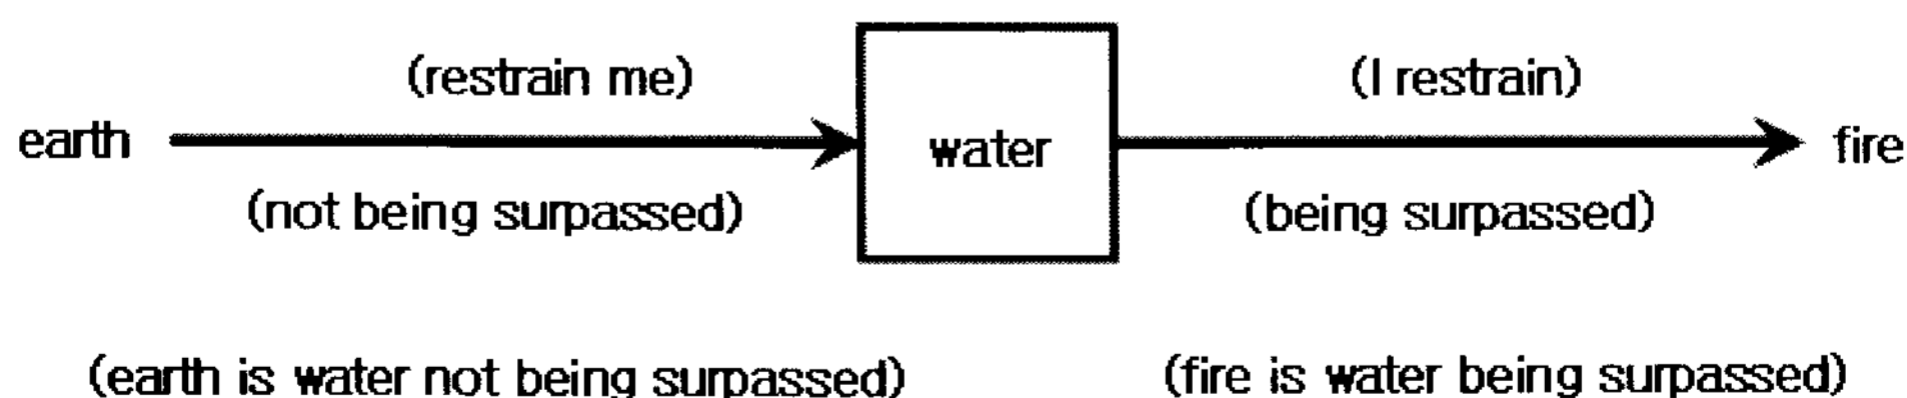 (restrain me) (I restrain)
earth water fire
(not being surpassed) (being surpassed)
(earth is water not being surpassed) (fire is water being surpassed)